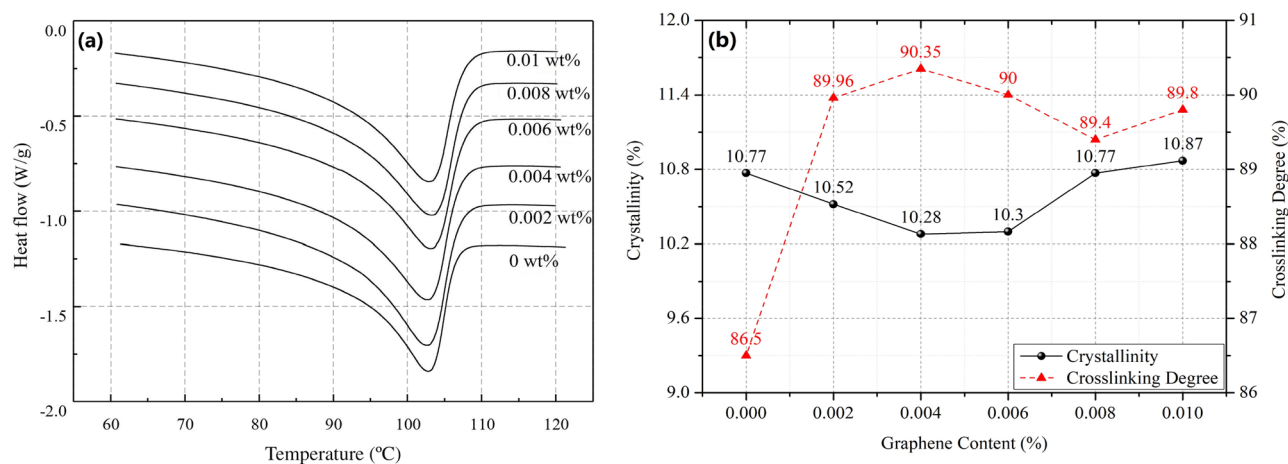 (a)
0.0
-0.5
-1.0
-1.5
-2.0
Heat flow (W/g)
0.01 wt%
0.008 wt%
0.006 wt%
0.004 wt%
0.002 wt%
0 wt%
60 70 80 90 100 110 120
Temperature (ºC)
(b)
12.0
11.4
10.8
10.2
9.6
9.0
Crystallinity (%)
91
90
89
88
87
86
Crosslinking Degree (%)
86.5
89.96
90.35
90
89.4
89.8
10.77
10.52
10.28
10.3
10.77
10.87
Crystallinity
Crosslinking Degree
0.000 0.002 0.004 0.006 0.008 0.010
Graphene Content (%)